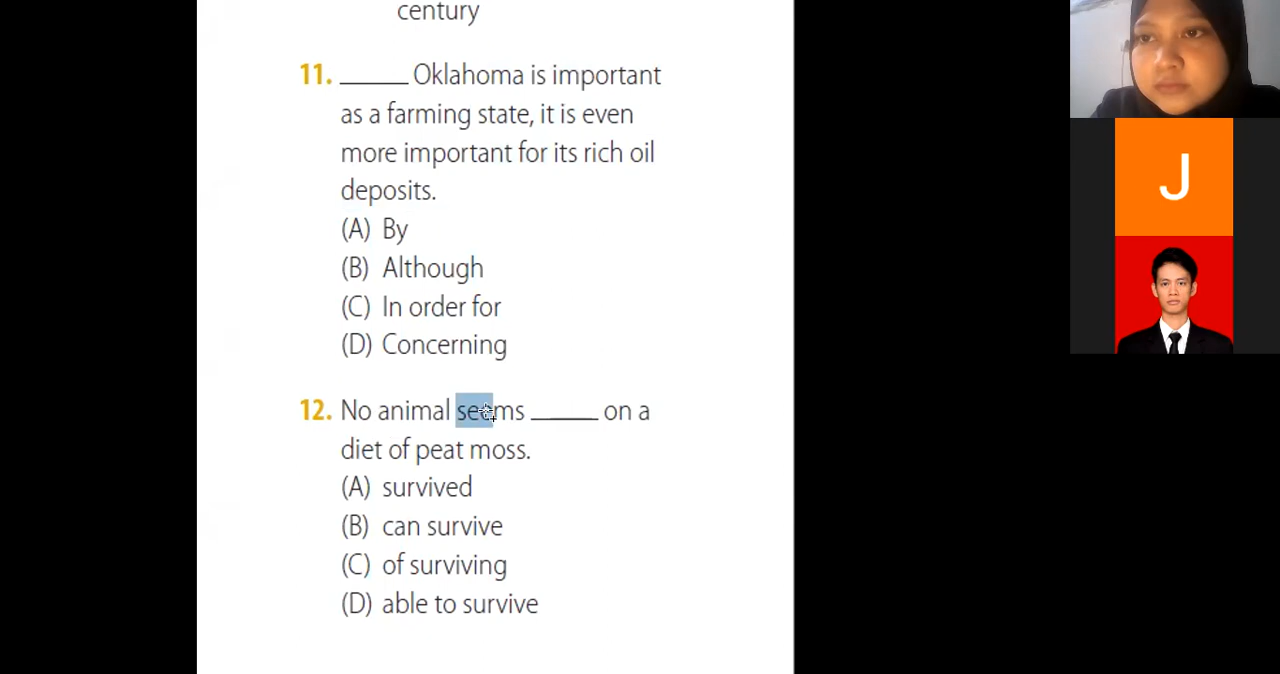 century
11. ______ Oklahoma is important
as a farming state, it is even
more important for its rich oil
deposits.
(A) By
(B) Although
(C) In order for
(D) Concerning
12. No animal seems ______ on a
diet of peat moss.
(A) survived
(B) can survive
(C) of surviving
(D) able to survive
J